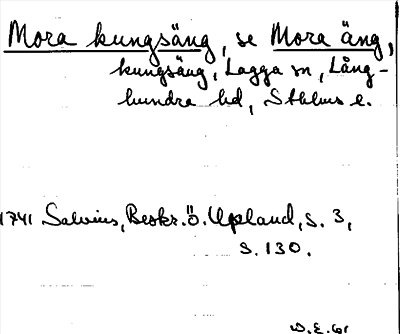 Mora kungsäng, se Mora äng,
kungsäng, Lagga sn, Lång-
hundra hd, Sthlms l.
1741 Salvius, Beskr. ö. Upland, s. 3,
s. 130.
W.E. 61